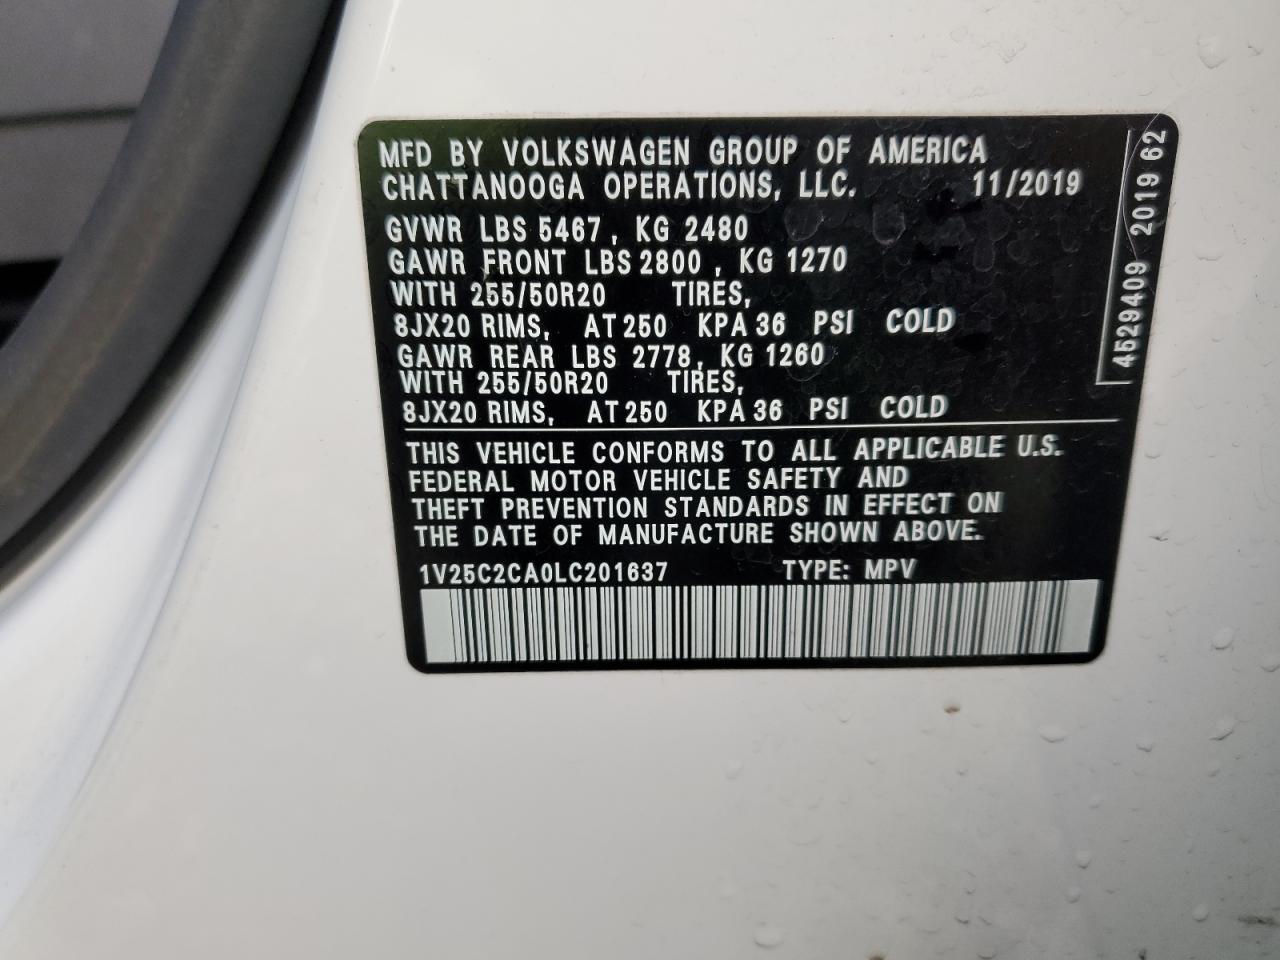 MFD BY VOLKSWAGEN GROUP OF AMERICA
CHATTANOOGA OPERATIONS, LLC. 11/2019
GVWR LBS 5467, KG 2480
GAWR FRONT LBS 2800, KG 1270
WITH 255/50R20 TIRES,
8JX20 RIMS, AT 250 KPA 36 PSI COLD
GAWR REAR LBS 2778, KG 1260
WITH 255/50R20 TIRES,
8JX20 RIMS, AT 250 KPA 36 PSI COLD
THIS VEHICLE CONFORMS TO ALL APPLICABLE U.S.
FEDERAL MOTOR VEHICLE SAFETY AND
THEFT PREVENTION STANDARDS IN EFFECT ON
THE DATE OF MANUFACTURE SHOWN ABOVE.
1V25C2CA0LC201637 TYPE: MPV
4529409 2019 62